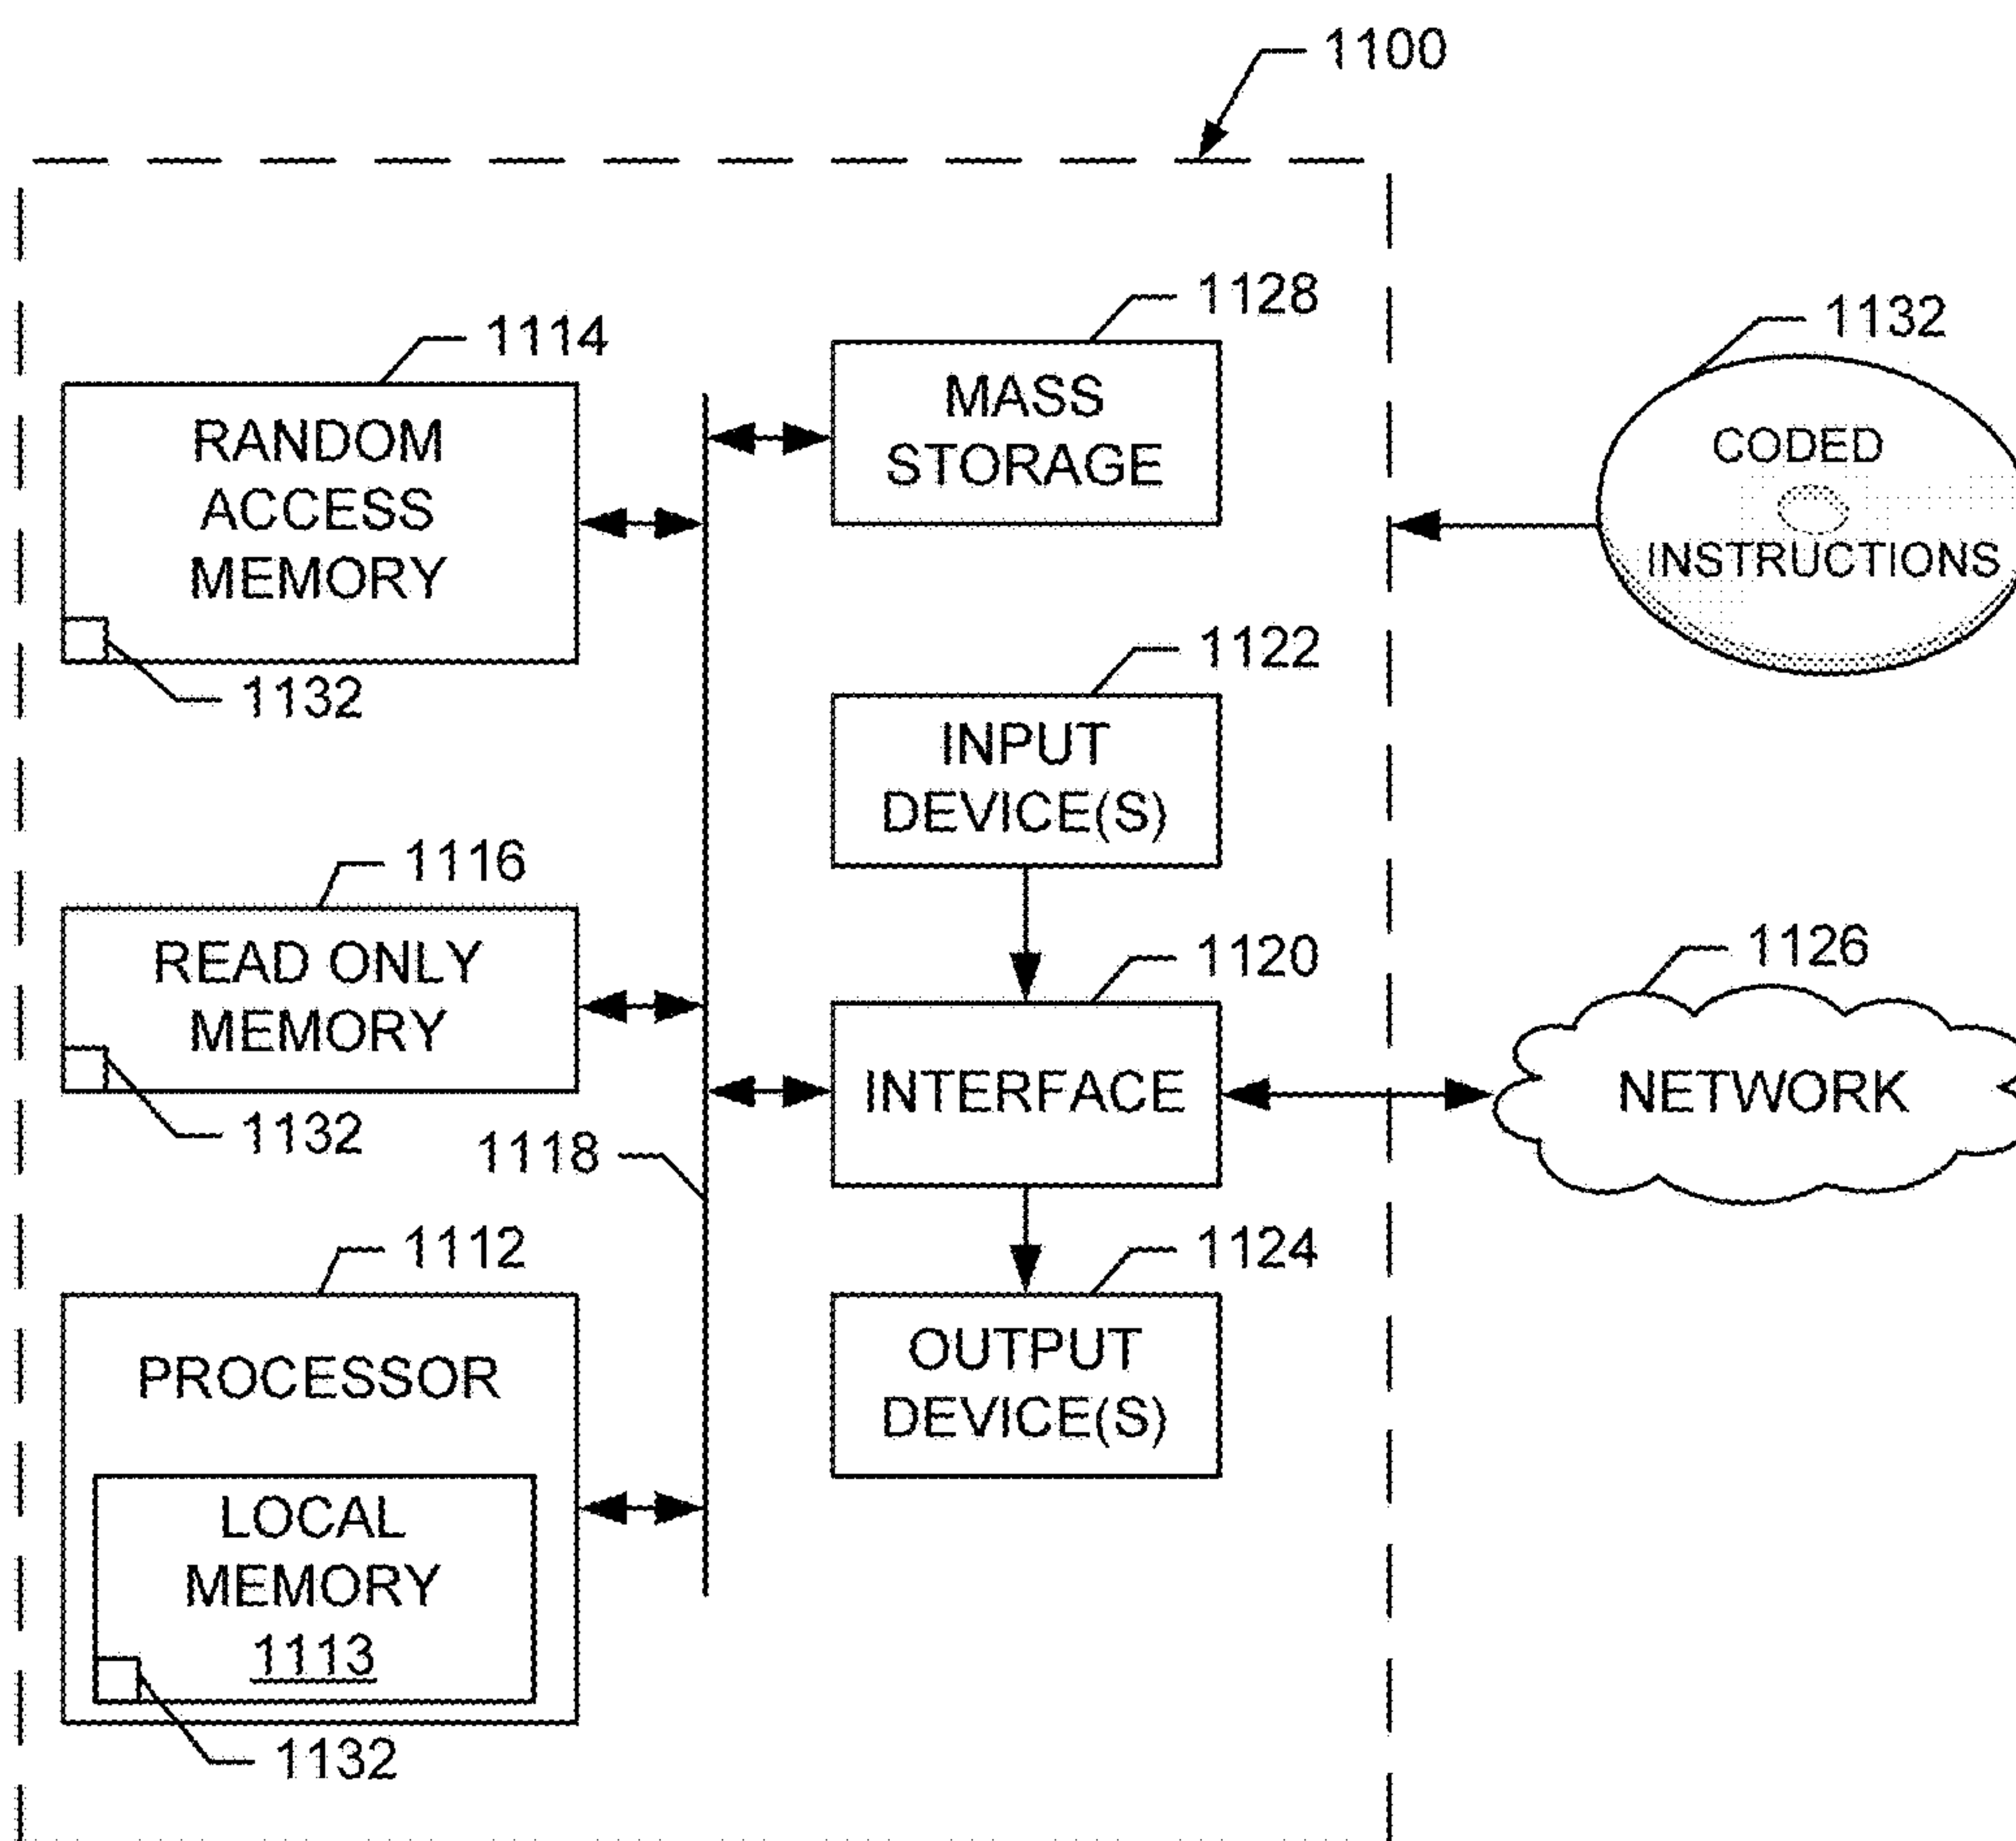 1100
1128
MASS
STORAGE
1114
RANDOM
ACCESS
MEMORY
1132
1132
CODED
INSTRUCTIONS
1122
INPUT
DEVICE(S)
1116
READ ONLY
MEMORY
1132
1120
INTERFACE
1126
NETWORK
1118
1112
PROCESSOR
LOCAL
MEMORY
1113
1132
1124
OUTPUT
DEVICE(S)